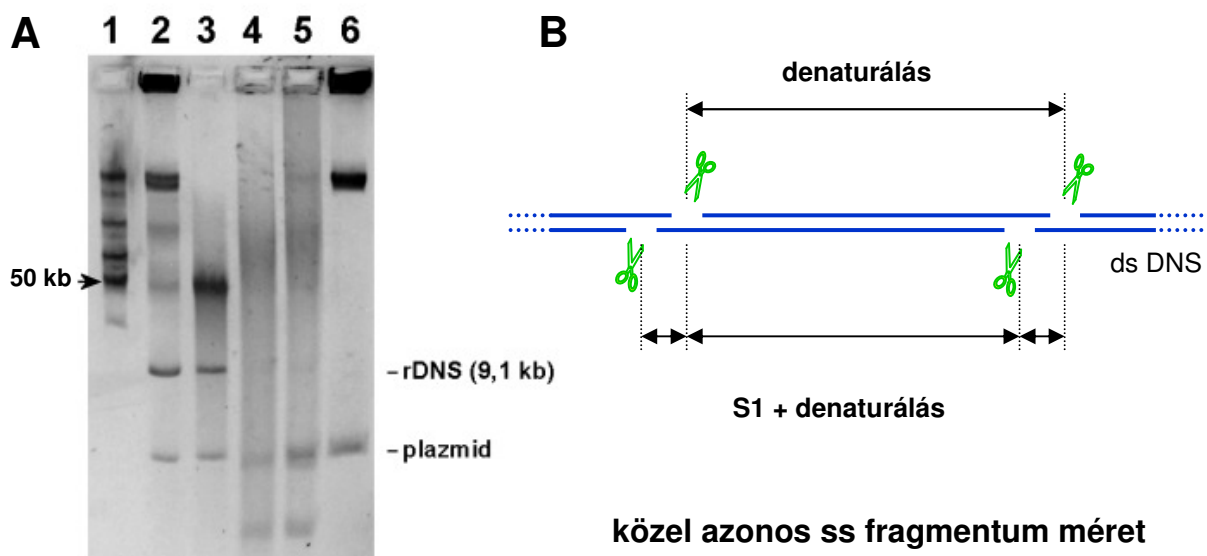 A
1 2 3 4 5 6
50 kb
–rDNS (9,1 kb)
–plazmid
B
denaturálás
ds DNS
S1 + denaturálás
közel azonos ss fragmentum méret